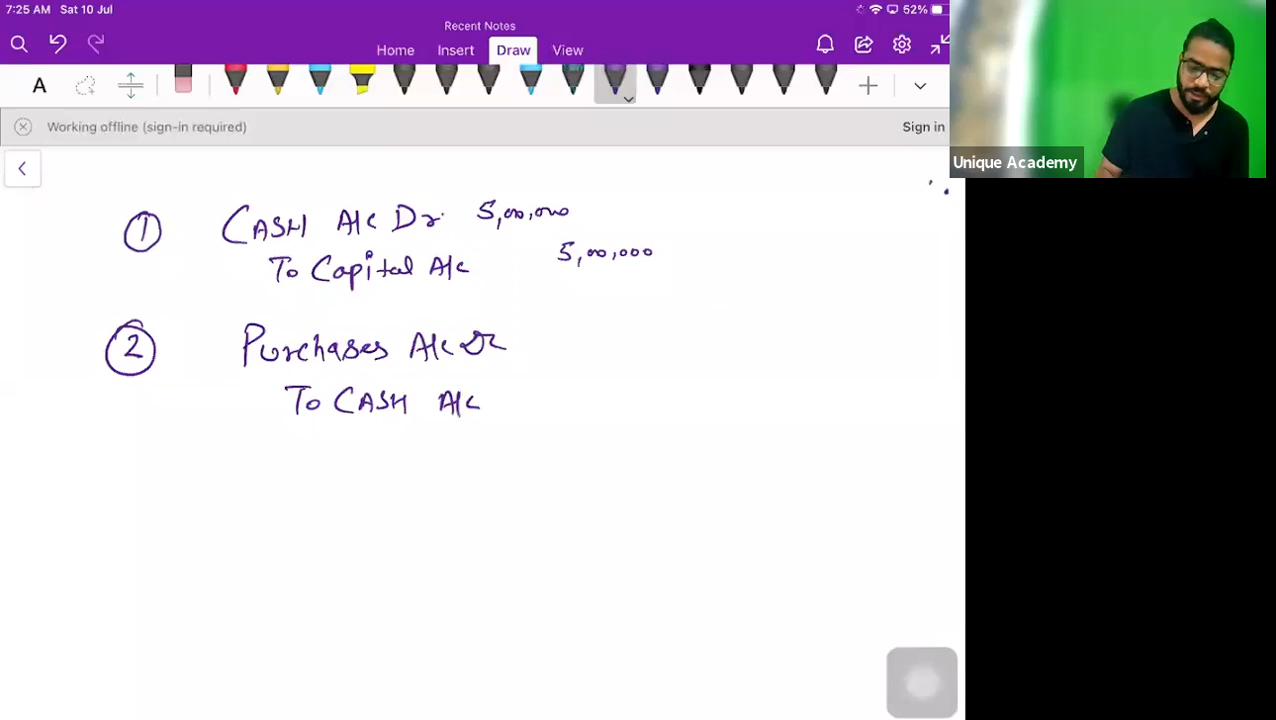 7:25 AM Sat 10 Jul
52%
Recent Notes
Home Insert Draw View
A
Working offline (sign-in required)
Sign in
Unique Academy
1 CASH A/c Dr 5,00,000
To Capital A/c 5,00,000
2 Purchases A/c Dr
To CASH A/c